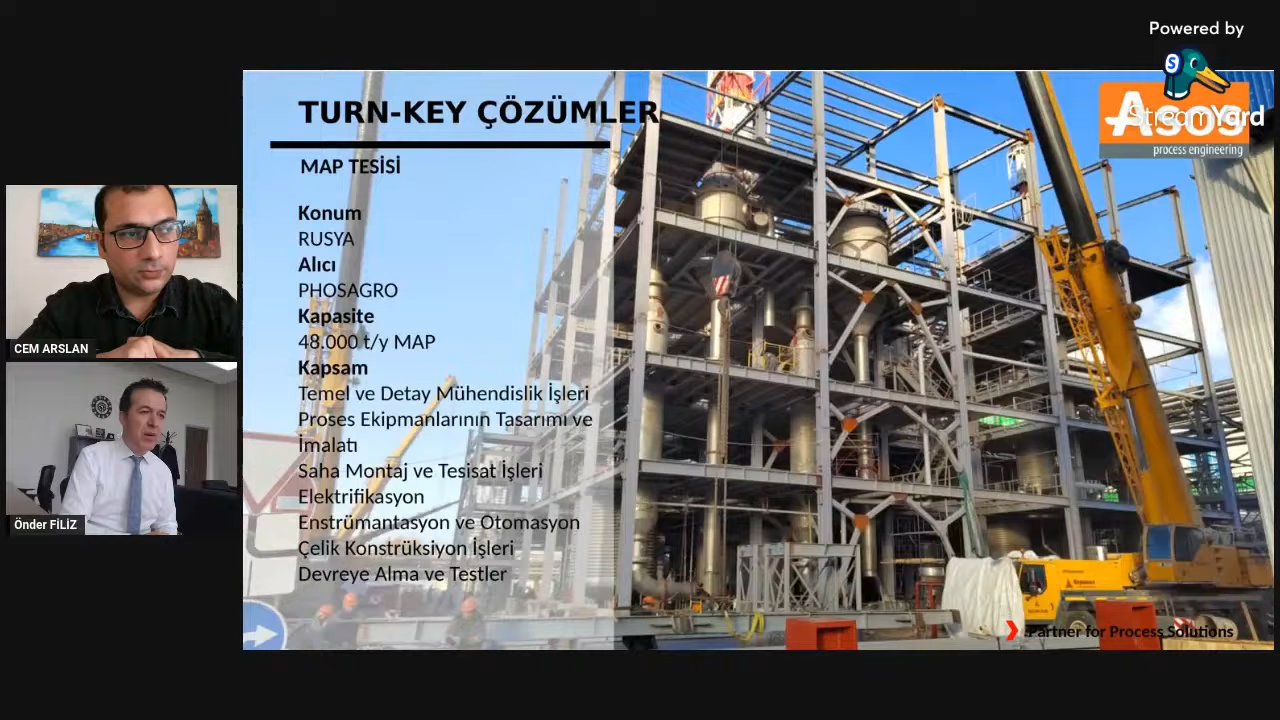 Powered by
StreamYard
Asos
process engineering
TURN-KEY ÇÖZÜMLER
MAP TESİSİ
Konum
RUSYA
Alıcı
PHOSAGRO
Kapasite
48.000 t/y MAP
Kapsam
Temel ve Detay Mühendislik İşleri
Proses Ekipmanlarının Tasarımı ve
İmalatı
Saha Montaj ve Tesisat İşleri
Elektrifikasyon
Enstrümantasyon ve Otomasyon
Çelik Konstrüksiyon İşleri
Devreye Alma ve Testler
Partner for Process Solutions
CEM ARSLAN
Önder FİLİZ